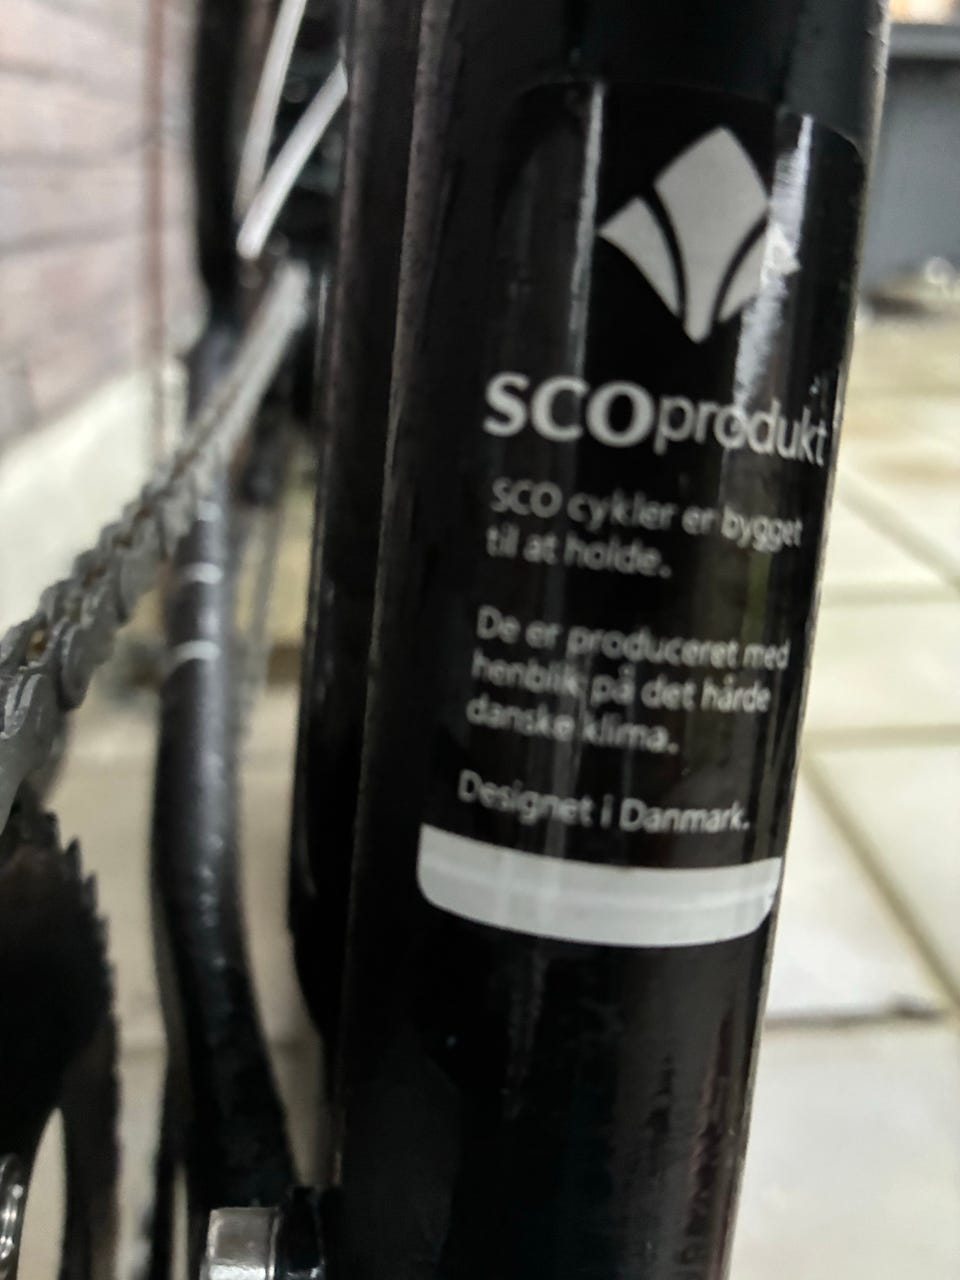 SCOprodukt
SCO cykler er bygget
til at holde.
De er produceret med
henblik på det hårde
danske klima.
Designet i Danmark.